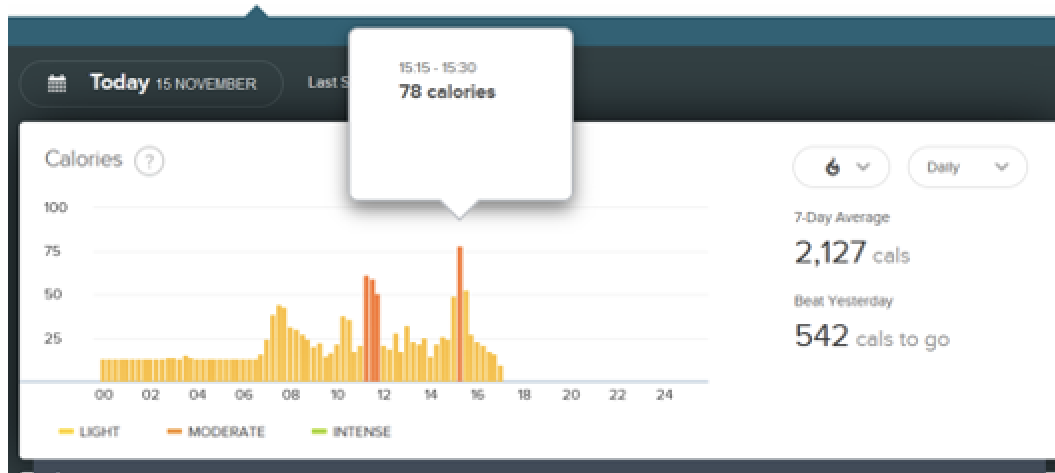 Today 15 NOVEMBER
Last S
15:15 - 15:30
78 calories
Calories ?
Daily
100
75
50
25
00 02 04 06 08 10 12 14 16 18 20 22 24
LIGHT MODERATE INTENSE
7-Day Average
2,127 cals
Beat Yesterday
542 cals to go